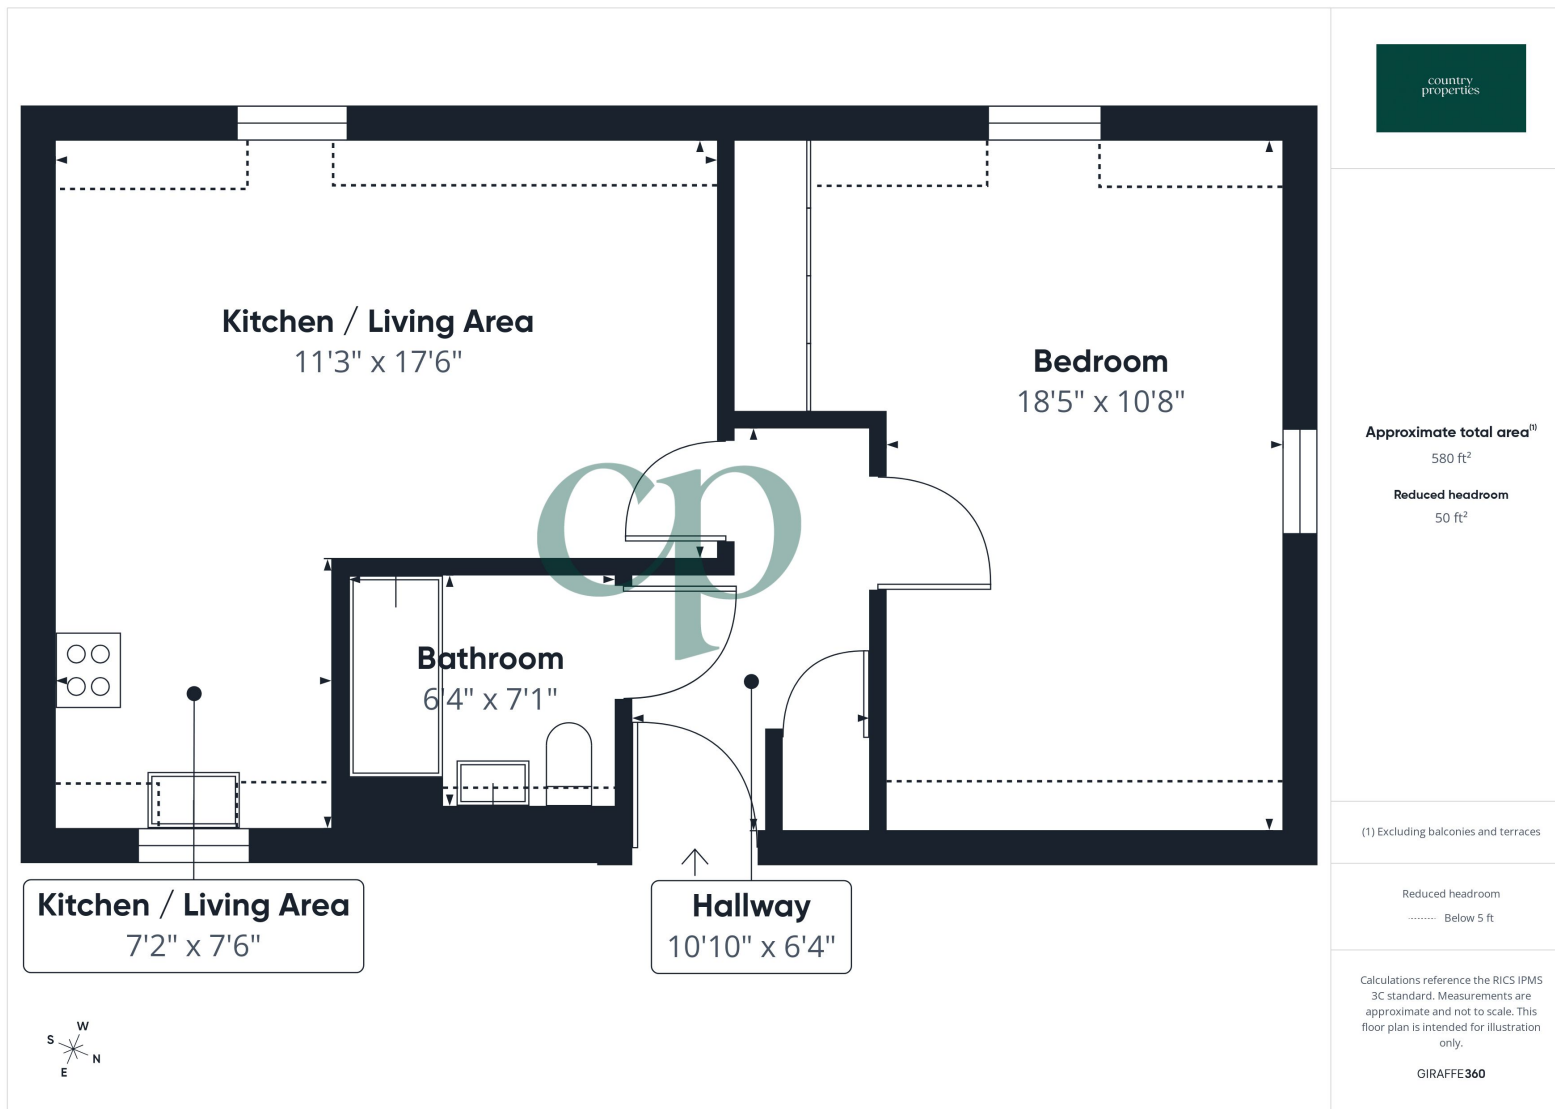 country
properties
Kitchen / Living Area
11'3" x 17'6"
Bedroom
18'5" x 10'8"
cp
Bathroom
6'4" x 7'1"
Kitchen / Living Area
7'2" x 7'6"
Hallway
10'10" x 6'4"
W
S
N
E
Approximate total area(1)
580 ft²
Reduced headroom
50 ft²
(1) Excluding balconies and terraces
Reduced headroom
Below 5 ft
Calculations reference the RICS IPMS
3C standard. Measurements are
approximate and not to scale. This
floor plan is intended for illustration
only.
GIRAFFE360